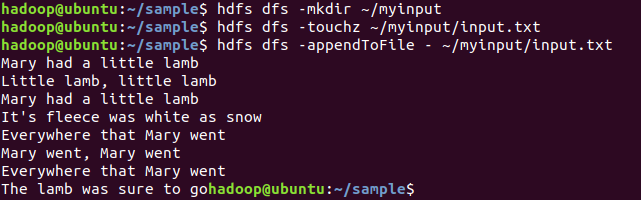 hadoop@ubuntu:~/sample$ hdfs dfs -mkdir ~/myinput
hadoop@ubuntu:~/sample$ hdfs dfs -touchz ~/myinput/input.txt
hadoop@ubuntu:~/sample$ hdfs dfs -appendToFile - ~/myinput/input.txt
Mary had a little lamb
Little lamb, little lamb
Mary had a little lamb
It's fleece was white as snow
Everywhere that Mary went
Mary went, Mary went
Everywhere that Mary went
The lamb was sure to gohadoop@ubuntu:~/sample$